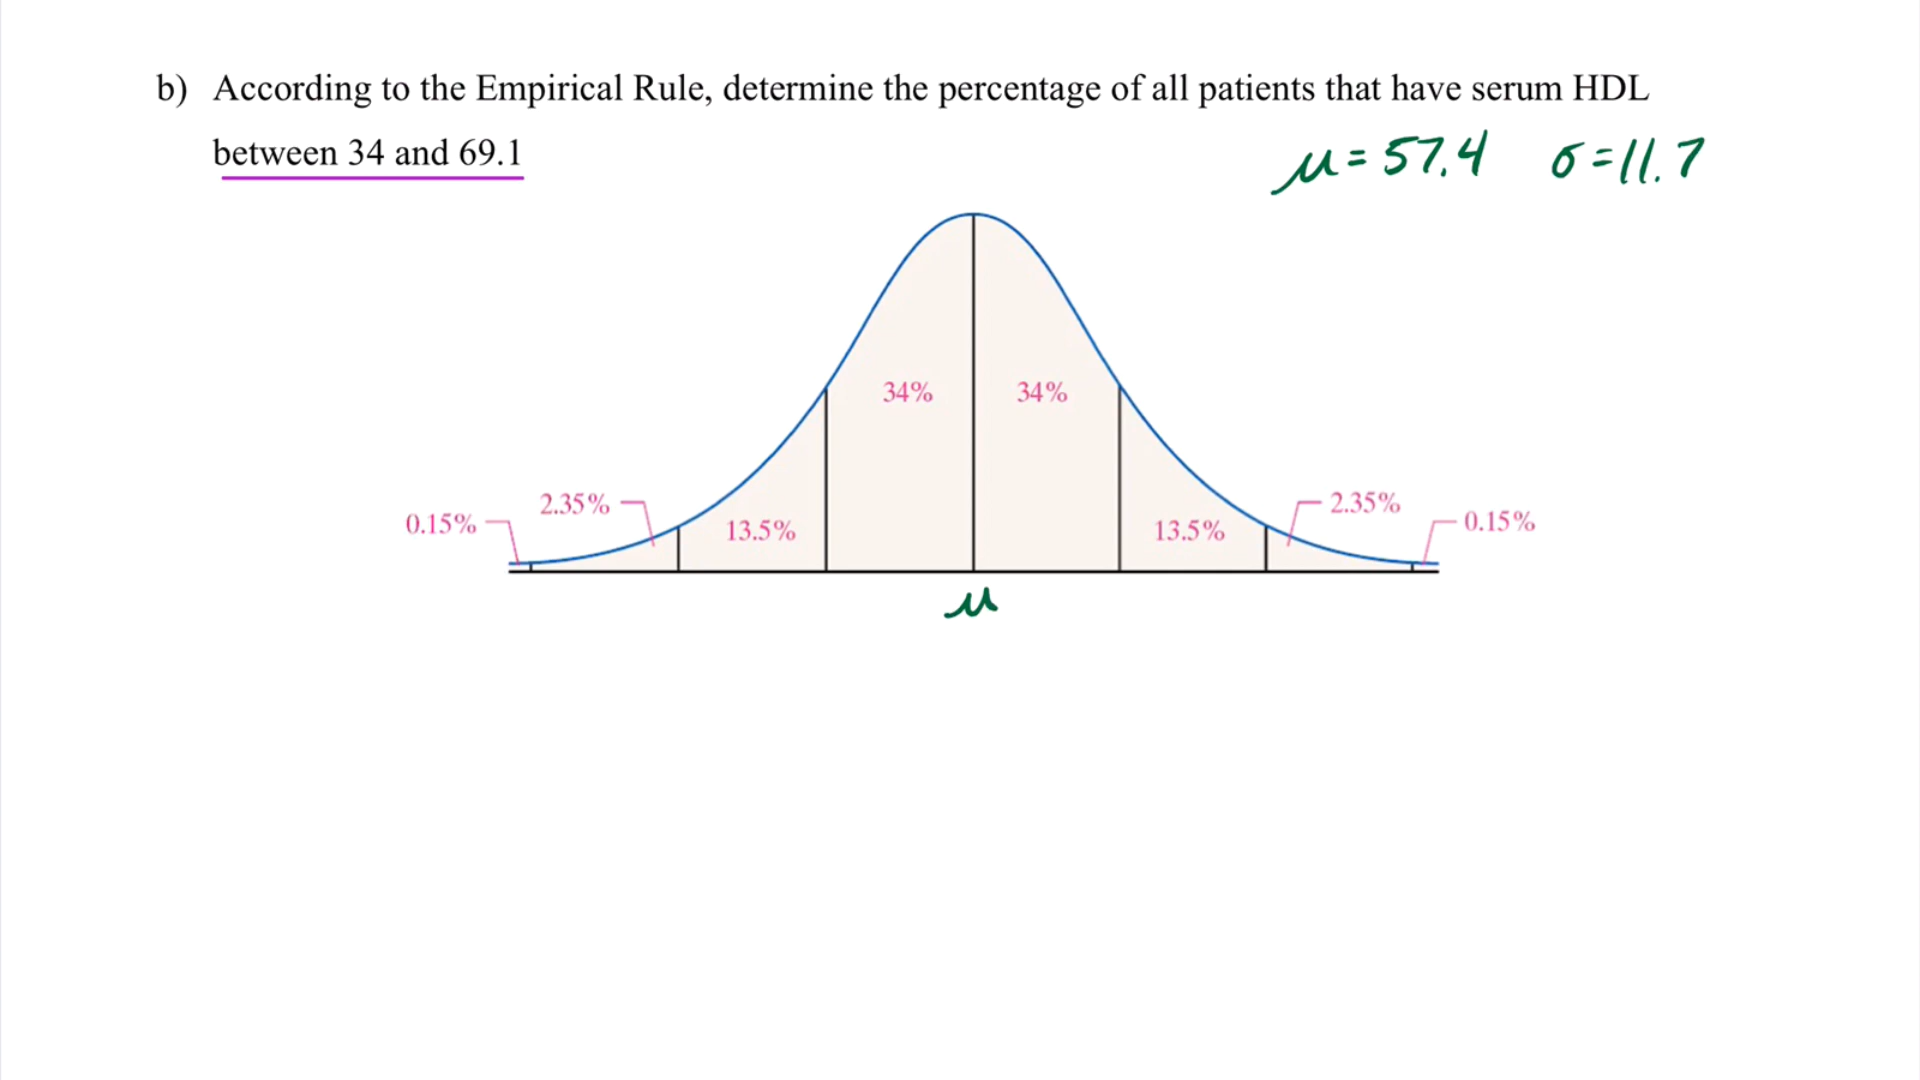 b) According to the Empirical Rule, determine the percentage of all patients that have serum HDL
between 34 and 69.1
μ = 57.4 σ = 11.7
34% 34%
2.35% 2.35%
0.15% 0.15%
13.5% 13.5%
μ